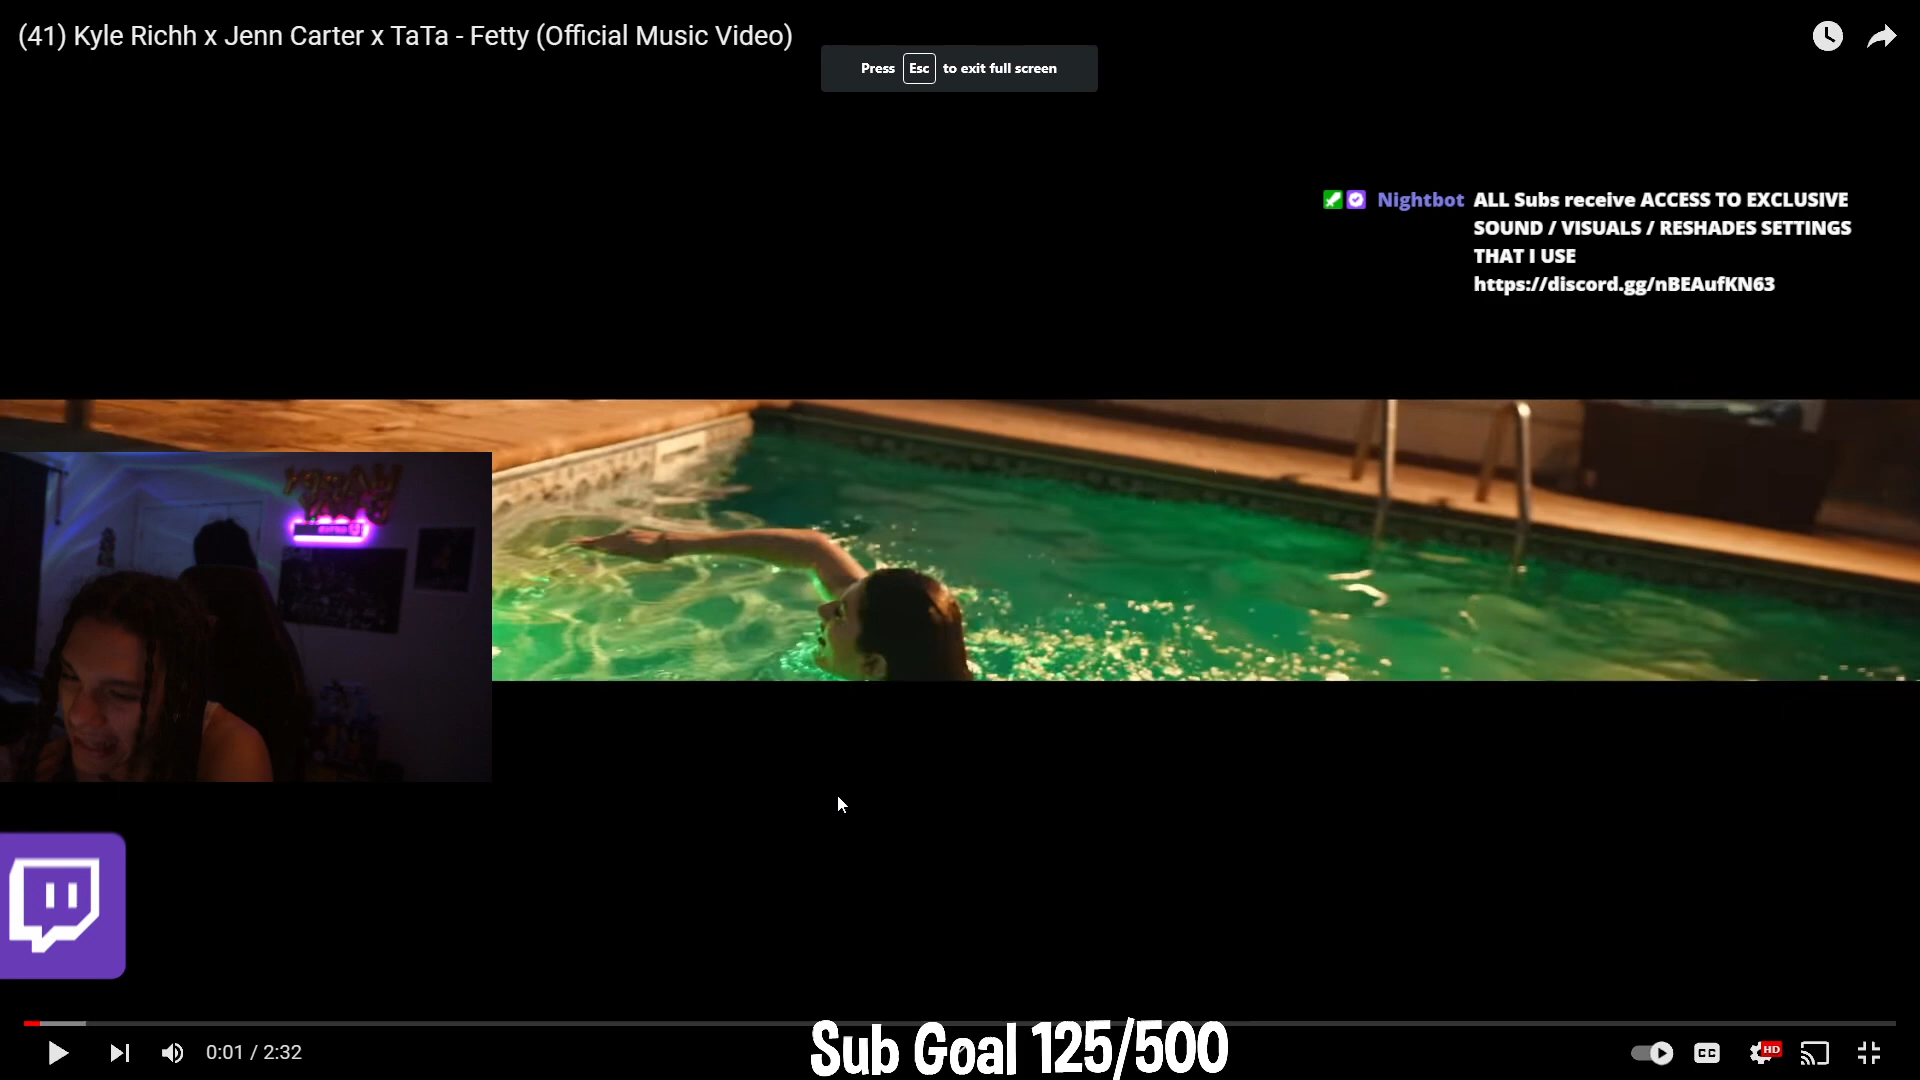 (41) Kyle Richh x Jenn Carter x TaTa - Fetty (Official Music Video)
Press Esc to exit full screen
Nightbot ALL Subs receive ACCESS TO EXCLUSIVE
SOUND / VISUALS / RESHADES SETTINGS
THAT I USE
https://discord.gg/nBEAufKN63
Sub Goal 125/500
0:01 / 2:32
CC
HD